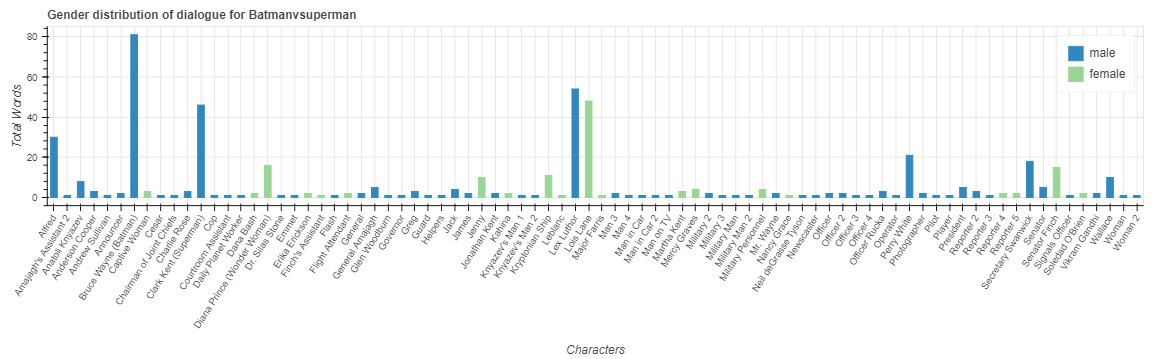 Gender distribution of dialogue for Batmanvsuperman
Total Words
80
60
40
20
0
male
female
Alfred
Amajagh's Assistant 2
Anatoli Knyazev
Anderson Cooper
Andrew Sullivan
Announcer
Bruce Wayne (Batman)
Captive Woman
Cesar
Chairman of Joint Chiefs
Charlie Rose
Clark Kent (Superman)
Cop
Courtroom Assistant
Daily Planet Worker
Dana Bash
Diana Prince (Wonder Woman)
Dr. Stillas Stone
Emmet
Erika Erickson
Finch's Assistant
Flash
Flight Attendant
General
General Amajagh
Glen Woodburn
Governor
Greg
Guard
Helpers
Jack
James
Jenny
Jonathan Kent
Kahina
Knyazev's Man 1
Knyazev's Man 2
Kryptonian Ship
Leblanc
Lex Luthor
Lois Lane
Major Farris
Man 3
Man 4
Man in Car
Man in Car 2
Man on TV
Martha Kent
Mercy Graves
Military 2
Military 3
Military Man
Military Man 2
Military Personnel
Mr. Wayne
Nancy Grace
Neil deGrasse Tyson
Newscaster
Officer
Officer 2
Officer 3
Officer 4
Officer Rucka
Operator
Perry White
Photographer
Pilot
Player
President
Reporter 2
Reporter 3
Reporter 4
Reporter 5
Secretary Swanwick
Senator
Senator Finch
Signals Officer
Soledad O'Brien
Vikram Gandhi
Wallace
Woman
Woman 2
Characters